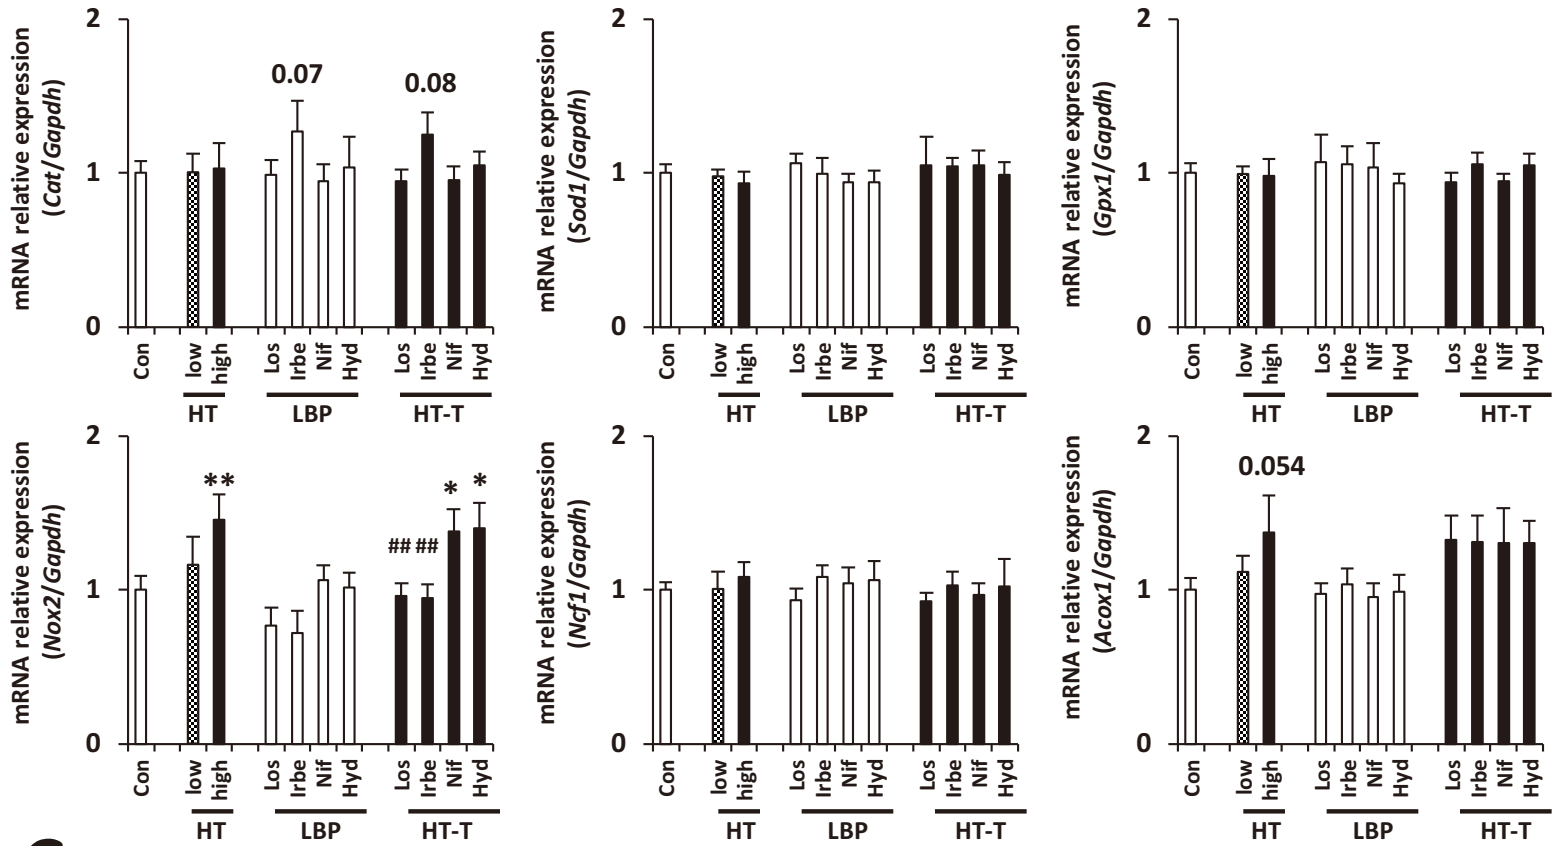 mRNA relative expression
(Cat/Gapdh)
2
1
0
0.07
0.08
Con
low
high
Los
Irbe
Nif
Hyd
Los
Irbe
Nif
Hyd
HT
LBP
HT-T
mRNA relative expression
(Sod1/Gapdh)
2
1
0
Con
low
high
Los
Irbe
Nif
Hyd
Los
Irbe
Nif
Hyd
HT
LBP
HT-T
mRNA relative expression
(Gpx1/Gapdh)
2
1
0
Con
low
high
Los
Irbe
Nif
Hyd
Los
Irbe
Nif
Hyd
HT
LBP
HT-T
mRNA relative expression
(Nox2/Gapdh)
2
1
0
**
## ##
*
*
Con
low
high
Los
Irbe
Nif
Hyd
Los
Irbe
Nif
Hyd
HT
LBP
HT-T
mRNA relative expression
(Ncf1/Gapdh)
2
1
0
Con
low
high
Los
Irbe
Nif
Hyd
Los
Irbe
Nif
Hyd
HT
LBP
HT-T
mRNA relative expression
(Acox1/Gapdh)
2
1
0
0.054
Con
low
high
Los
Irbe
Nif
Hyd
Los
Irbe
Nif
Hyd
HT
LBP
HT-T